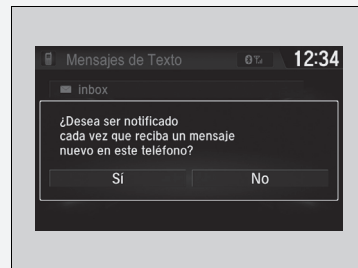 Mensajes de Texto
12:34
inbox
¿Desea ser notificado
cada vez que reciba un mensaje
nuevo en este teléfono?
Sí
No